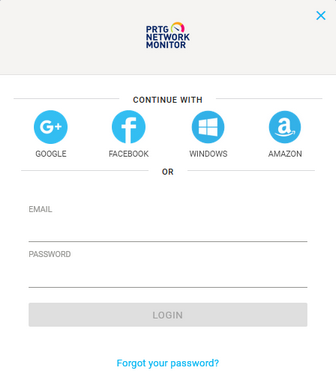 PRTG
NETWORK
MONITOR
CONTINUE WITH
G+
f
a
GOOGLE FACEBOOK WINDOWS AMAZON
OR
EMAIL
PASSWORD
LOGIN
Forgot your password?